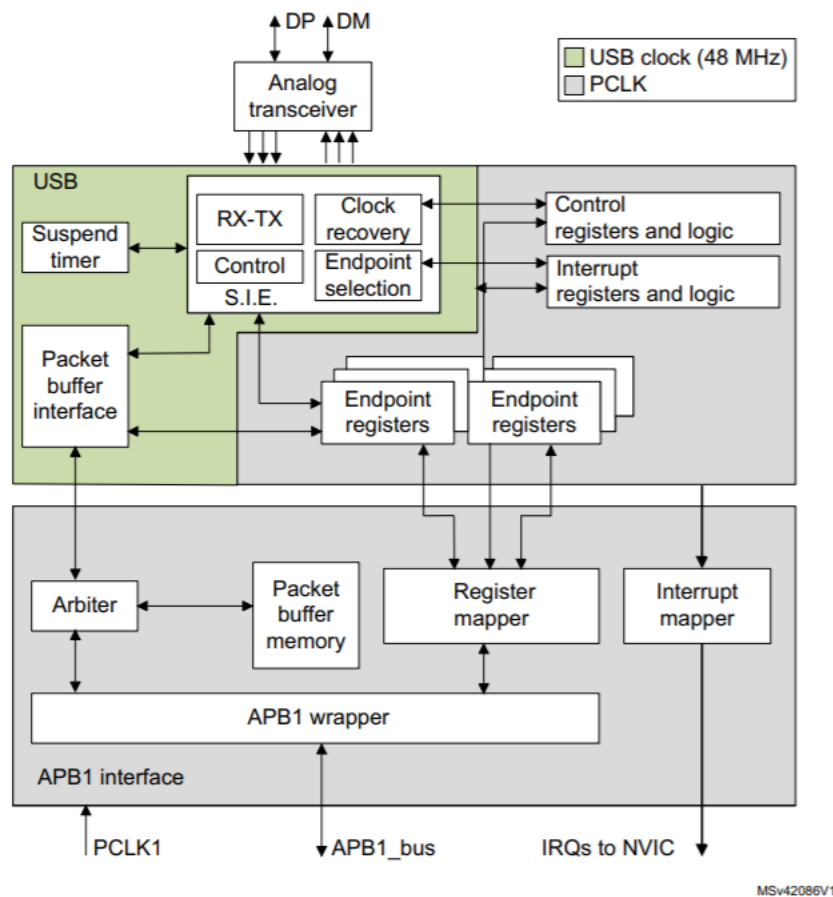 DP
DM
USB clock (48 MHz)
PCLK
Analog
transceiver
USB
RX-TX
Clock
recovery
Control
registers and logic
Suspend
timer
Control
Endpoint
selection
Interrupt
registers and logic
S.I.E.
Packet
buffer
interface
Endpoint
registers
Endpoint
registers
Arbiter
Packet
buffer
memory
Register
mapper
Interrupt
mapper
APB1 wrapper
APB1 interface
PCLK1
APB1_bus
IRQs to NVIC
MSv42086V1